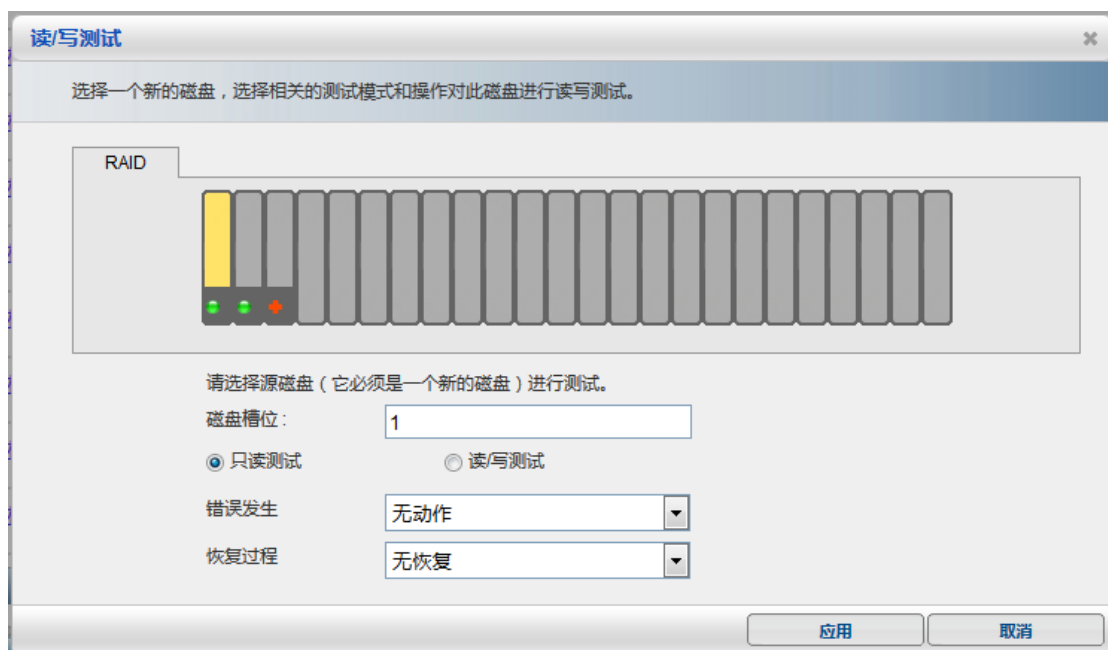 读/写测试
选择一个新的磁盘，选择相关的测试模式和操作对此磁盘进行读写测试。
RAID
请选择源磁盘（它必须是一个新的磁盘）进行测试。
磁盘槽位： 1
只读测试 读/写测试
错误发生 无动作
恢复过程 无恢复
应用 取消